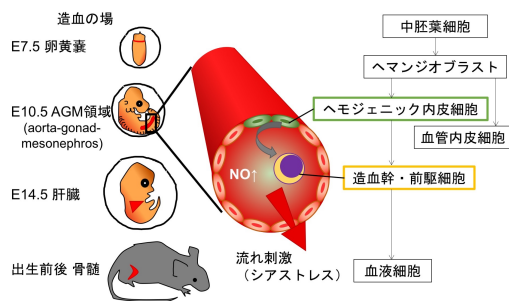 造血の場
E7.5 卵黄嚢
E10.5 AGM領域
(aorta-gonad-
mesonephros)
E14.5 肝臓
出生前後 骨髄
NO↑
流れ刺激
(シアストレス)
中胚葉細胞
ヘマンジオブラスト
ヘモジェニック内皮細胞
血管内皮細胞
造血幹・前駆細胞
血液細胞